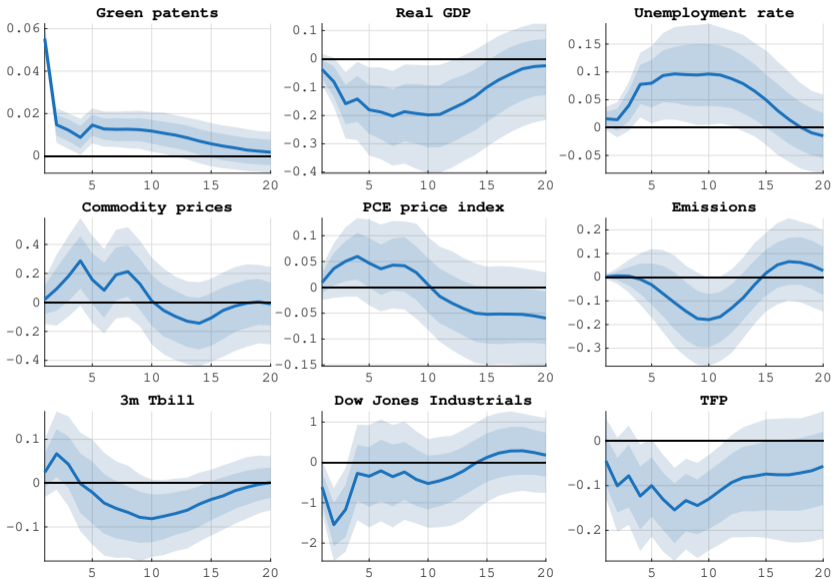 Green patents
0.06
0.02
0
5 10 15 20
Real GDP
0.1
0
-0.1
-0.2
-0.3
-0.4
5 10 15 20
Unemployment rate
0.15
0.1
0.05
0
-0.05
5 10 15 20
Commodity prices
0.4
0.2
0
-0.2
-0.4
5 10 15 20
PCE price index
0.1
0.05
0
-0.05
-0.1
-0.15
5 10 15 20
Emissions
0.2
0.1
0
-0.1
-0.2
-0.3
5 10 15 20
3m Tbill
0.1
0
-0.1
5 10 15 20
Dow Jones Industrials
1
0
-1
-2
5 10 15 20
TFP
0
-0.1
-0.2
5 10 15 20